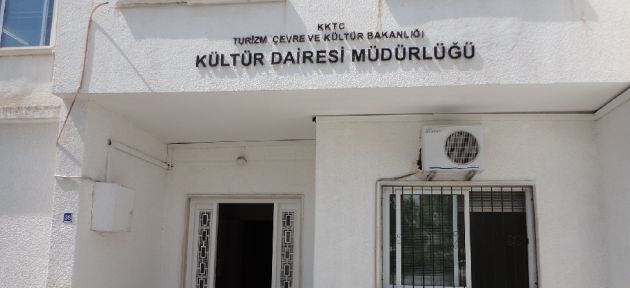 KKTC
TURİZM ÇEVRE VE KÜLTÜR BAKANLIĞI
KÜLTÜR DAİRESİ MÜDÜRLÜĞÜ